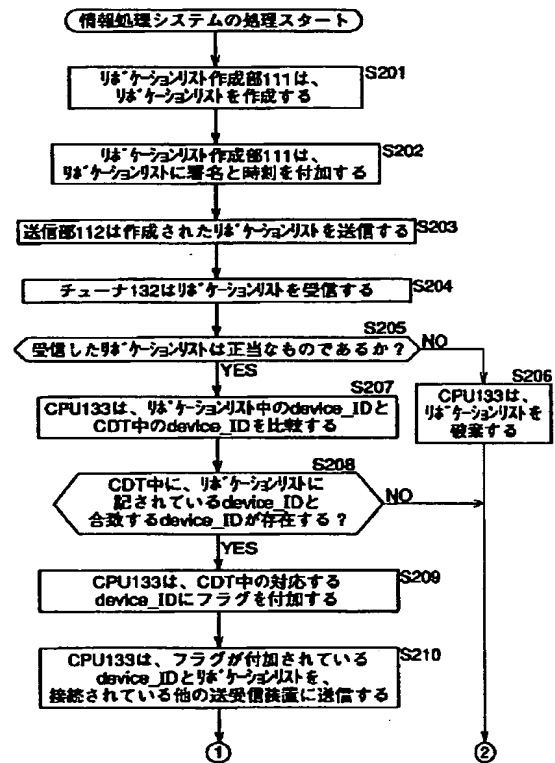 情報処理システムの処理スタート
S201
リボケーションリスト作成部111は、
リボケーションリストを作成する
S202
リボケーションリスト作成部111は、
リボケーションリストに署名と時刻を付加する
送信部112は作成されたリボケーションリストを送信する
S203
チューナ132はリボケーションリストを受信する
S204
S205
受信したリボケーションリストは正当なものであるか？
NO
YES
S206
CPU133は、
リボケーションリストを
破棄する
S207
CPU133は、リボケーションリスト中のdevice_IDと
CDT中のdevice_IDを比較する
S208
CDT中に、リボケーションリストに
記されているdevice_IDと
合致するdevice_IDが存在する？
NO
YES
S209
CPU133は、CDT中の対応する
device_IDにフラグを付加する
S210
CPU133は、フラグが付加されている
device_IDとリボケーションリストを、
接続されている他の送受信装置に送信する
①
②